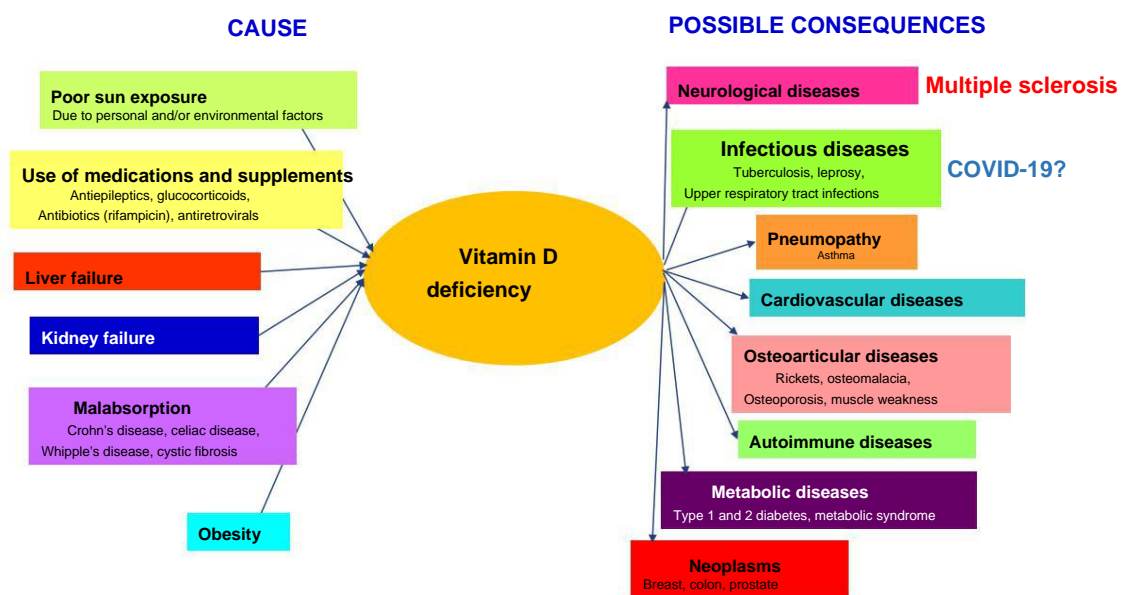 CAUSE
POSSIBLE CONSEQUENCES
Poor sun exposure
Due to personal and/or environmental factors
Use of medications and supplements
Antiepileptics, glucocorticoids,
Antibiotics (rifampicin), antiretrovirals
Liver failure
Kidney failure
Malabsorption
Crohn’s disease, celiac disease,
Whipple’s disease, cystic fibrosis
Obesity
Vitamin D
deficiency
Neurological diseases
Multiple sclerosis
Infectious diseases
Tuberculosis, leprosy,
Upper respiratory tract infections
COVID-19?
Pneumopathy
Asthma
Cardiovascular diseases
Osteoarticular diseases
Rickets, osteomalacia,
Osteoporosis, muscle weakness
Autoimmune diseases
Metabolic diseases
Type 1 and 2 diabetes, metabolic syndrome
Neoplasms
Breast, colon, prostate